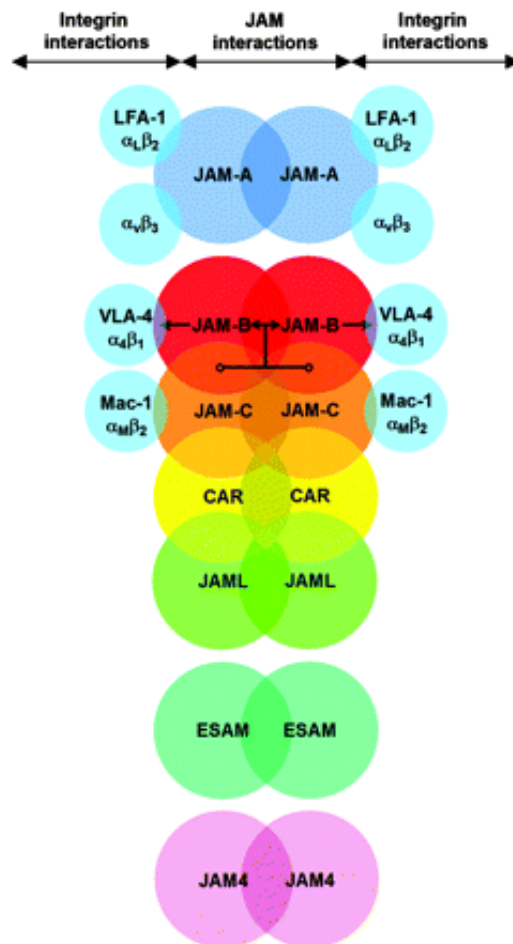 Integrin interactions
JAM interactions
Integrin interactions
LFA-1
αLβ2
JAM-A
JAM-A
LFA-1
αLβ2
αvβ3
αvβ3
VLA-4
α4β1
JAM-B
JAM-B
VLA-4
α4β1
Mac-1
αMβ2
JAM-C
JAM-C
Mac-1
αMβ2
CAR
CAR
JAML
JAML
ESAM
ESAM
JAM4
JAM4